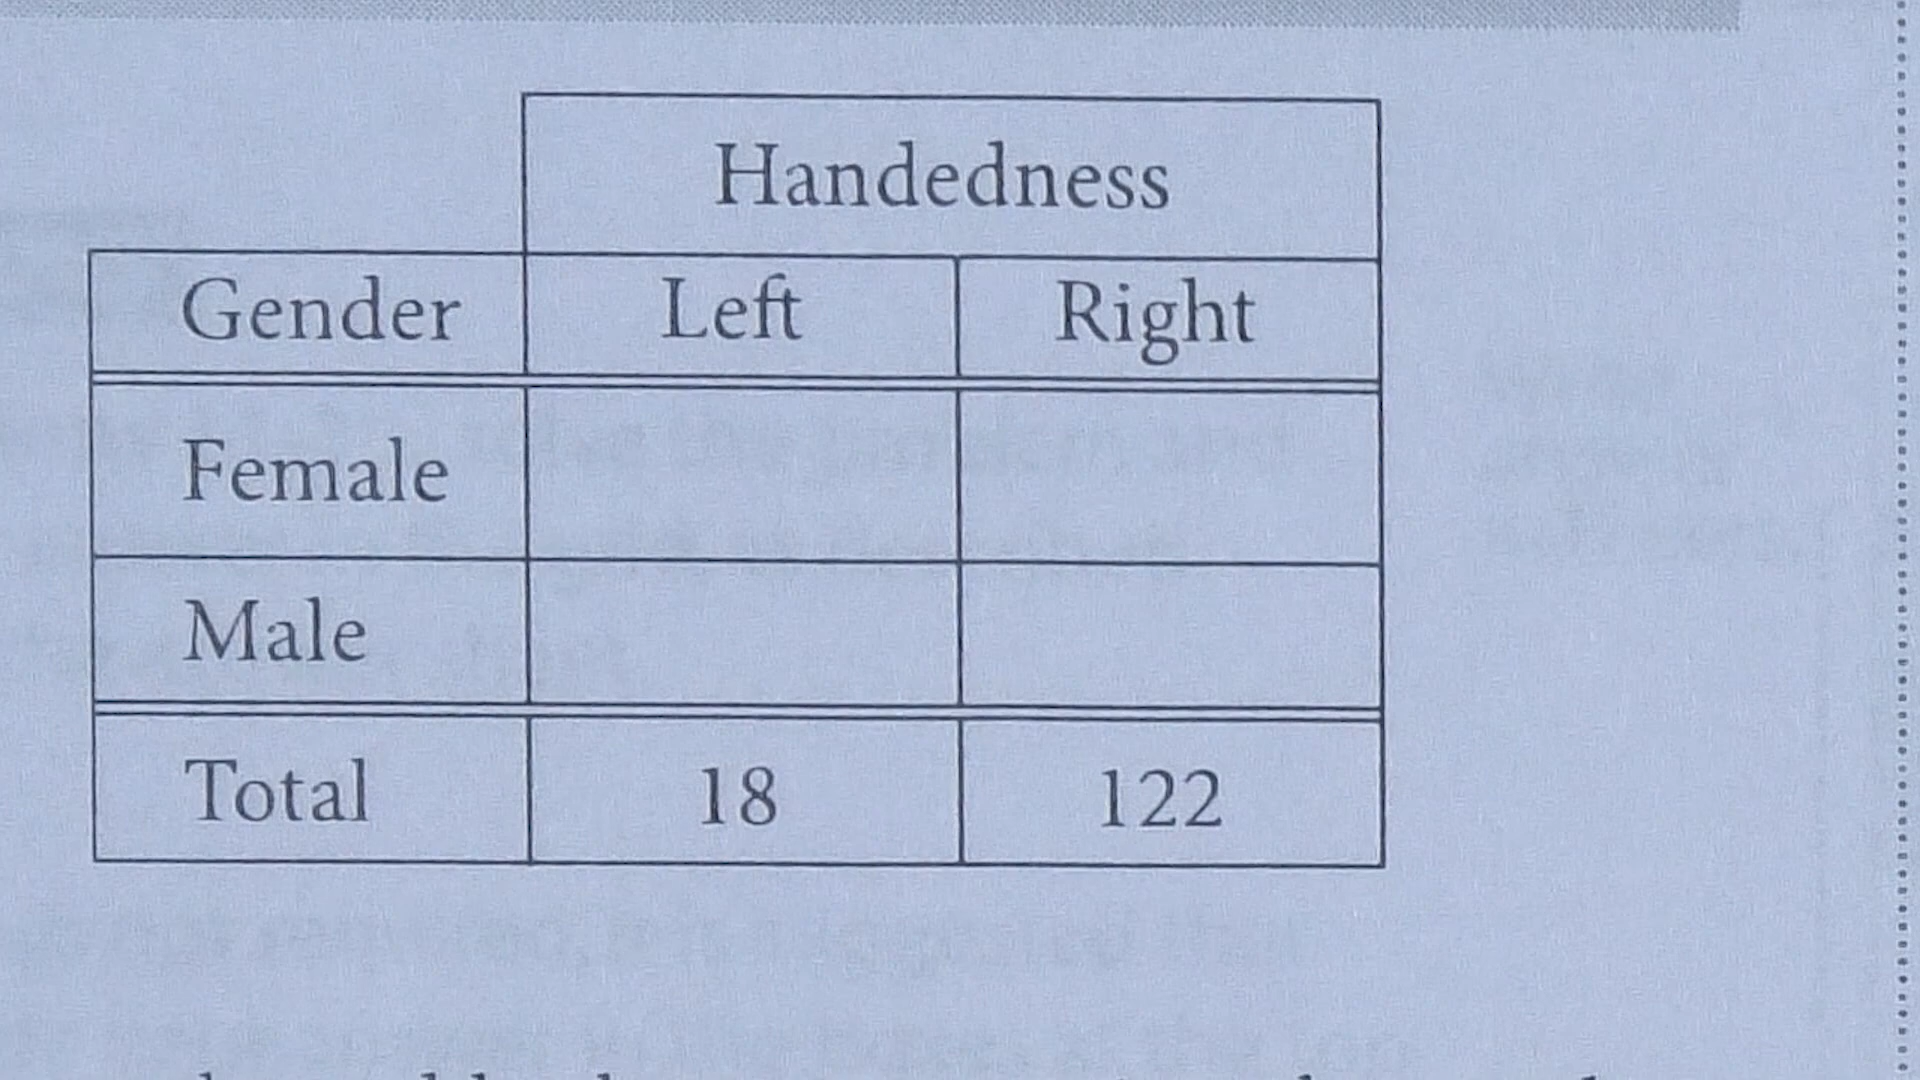 Handedness
Gender Left Right
Female
Male
Total 18 122